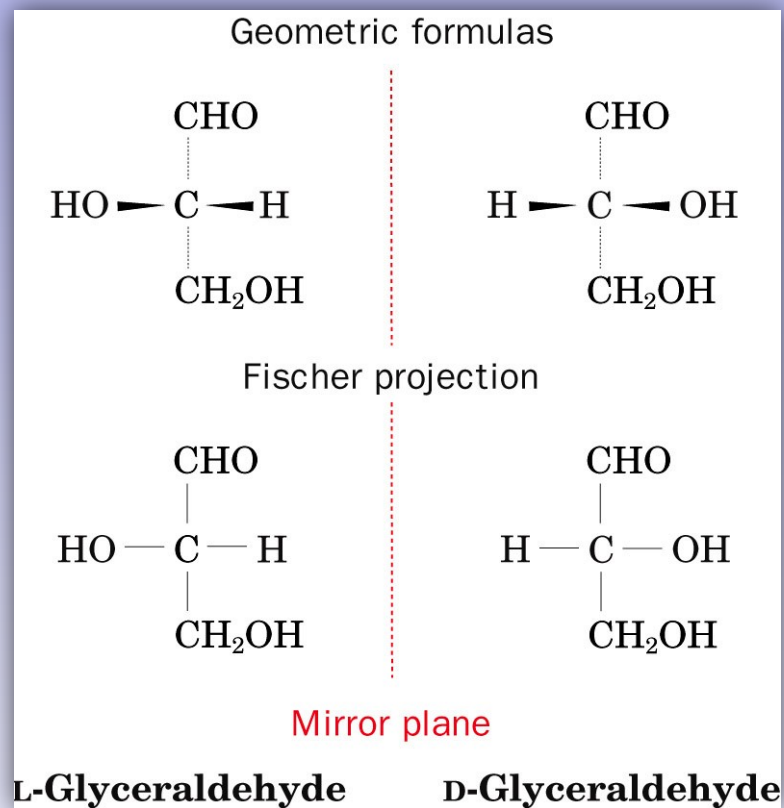 Geometric formulas
CHO CHO
HO C H H C OH
CH₂OH CH₂OH
Fischer projection
CHO CHO
HO — C — H H — C — OH
CH₂OH CH₂OH
Mirror plane
L-Glyceraldehyde D-Glyceraldehyde